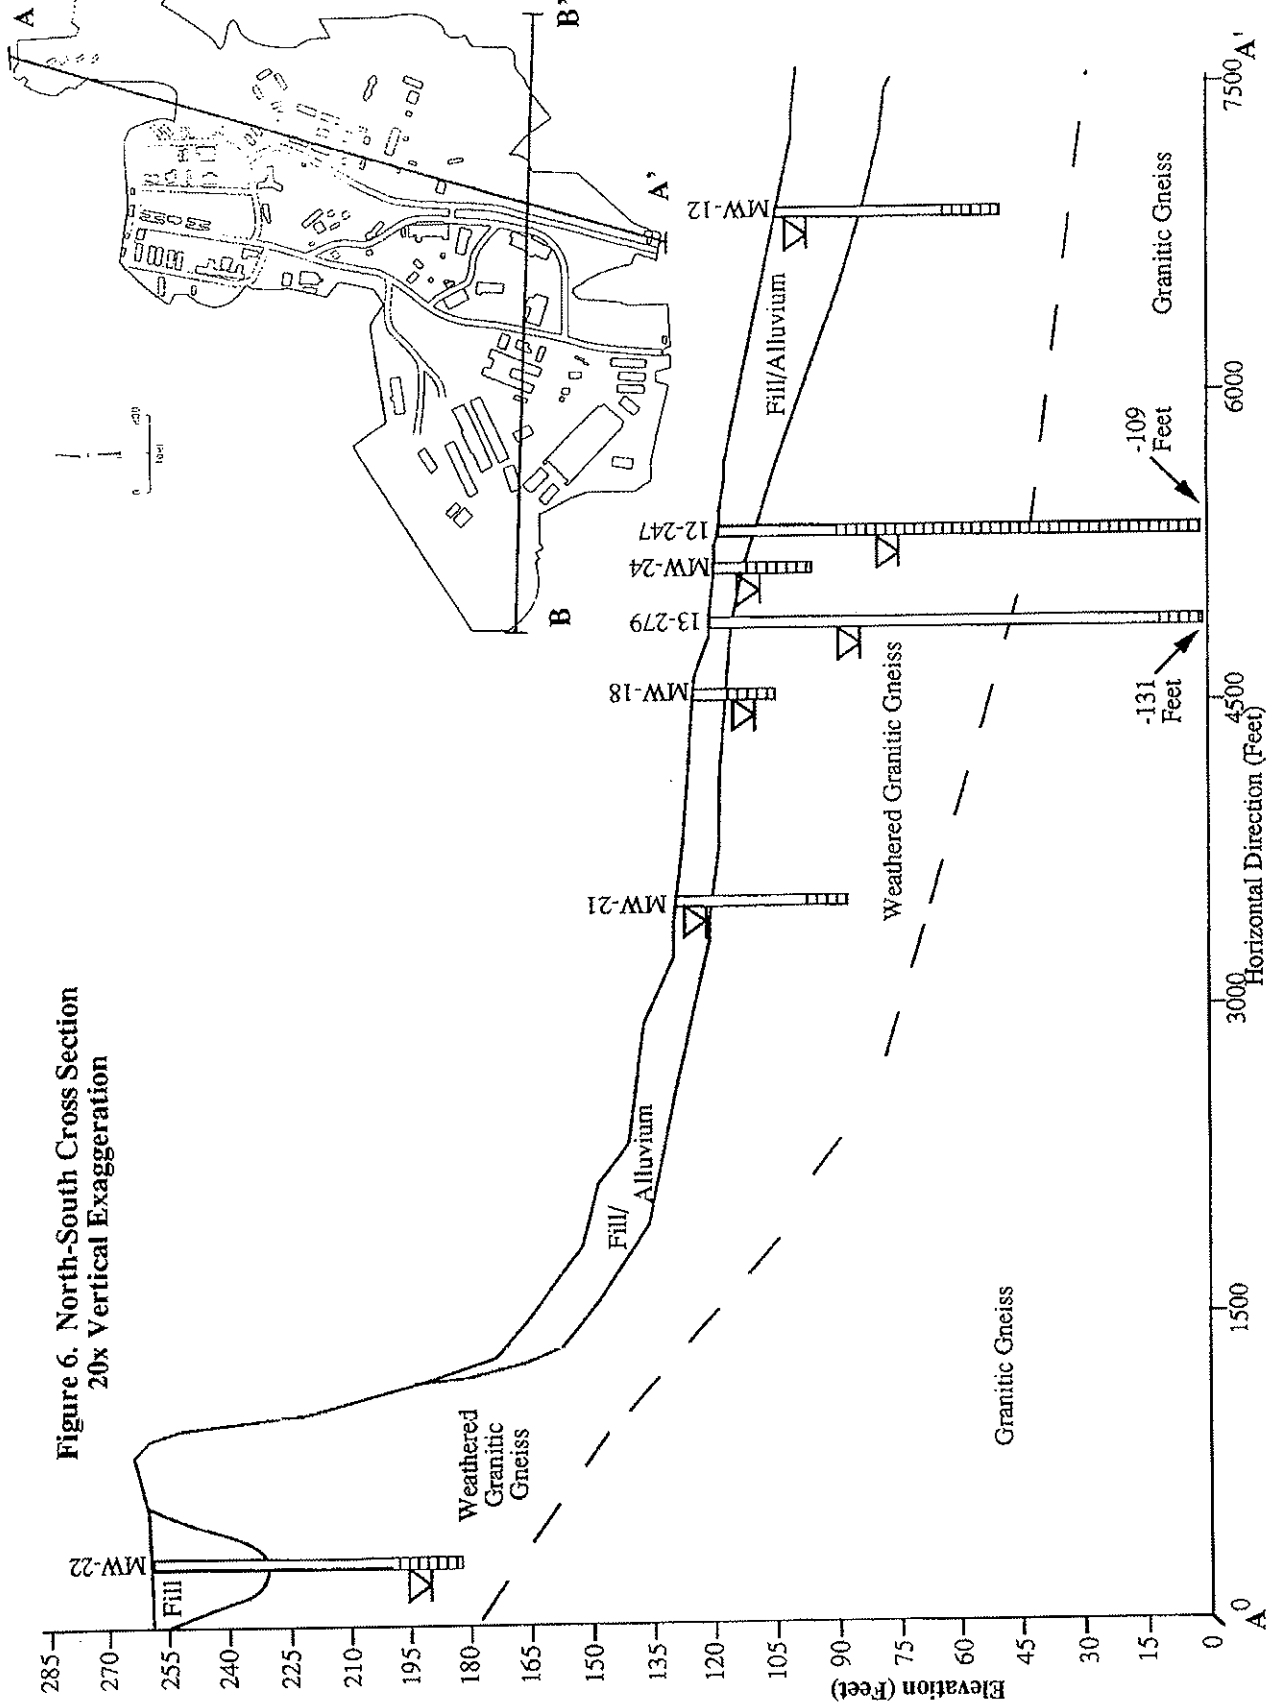 Figure 6. North-South Cross Section
20x Vertical Exaggeration
A
A'
B
B'
0
feet
MW-22
MW-21
MW-18
13-279
MW-24
12-247
MW-12
Fill
Weathered
Granitic
Gneiss
Fill/
Alluvium
Weathered Granitic Gneiss
Fill/Alluvium
Granitic Gneiss
Granitic Gneiss
-131
Feet
-109
Feet
Elevation (Feet)
285
270
255
240
225
210
195
180
165
150
135
120
105
90
75
60
45
30
15
0
0
1500
3000
4500
6000
7500
A
A'
Horizontal Direction (Feet)